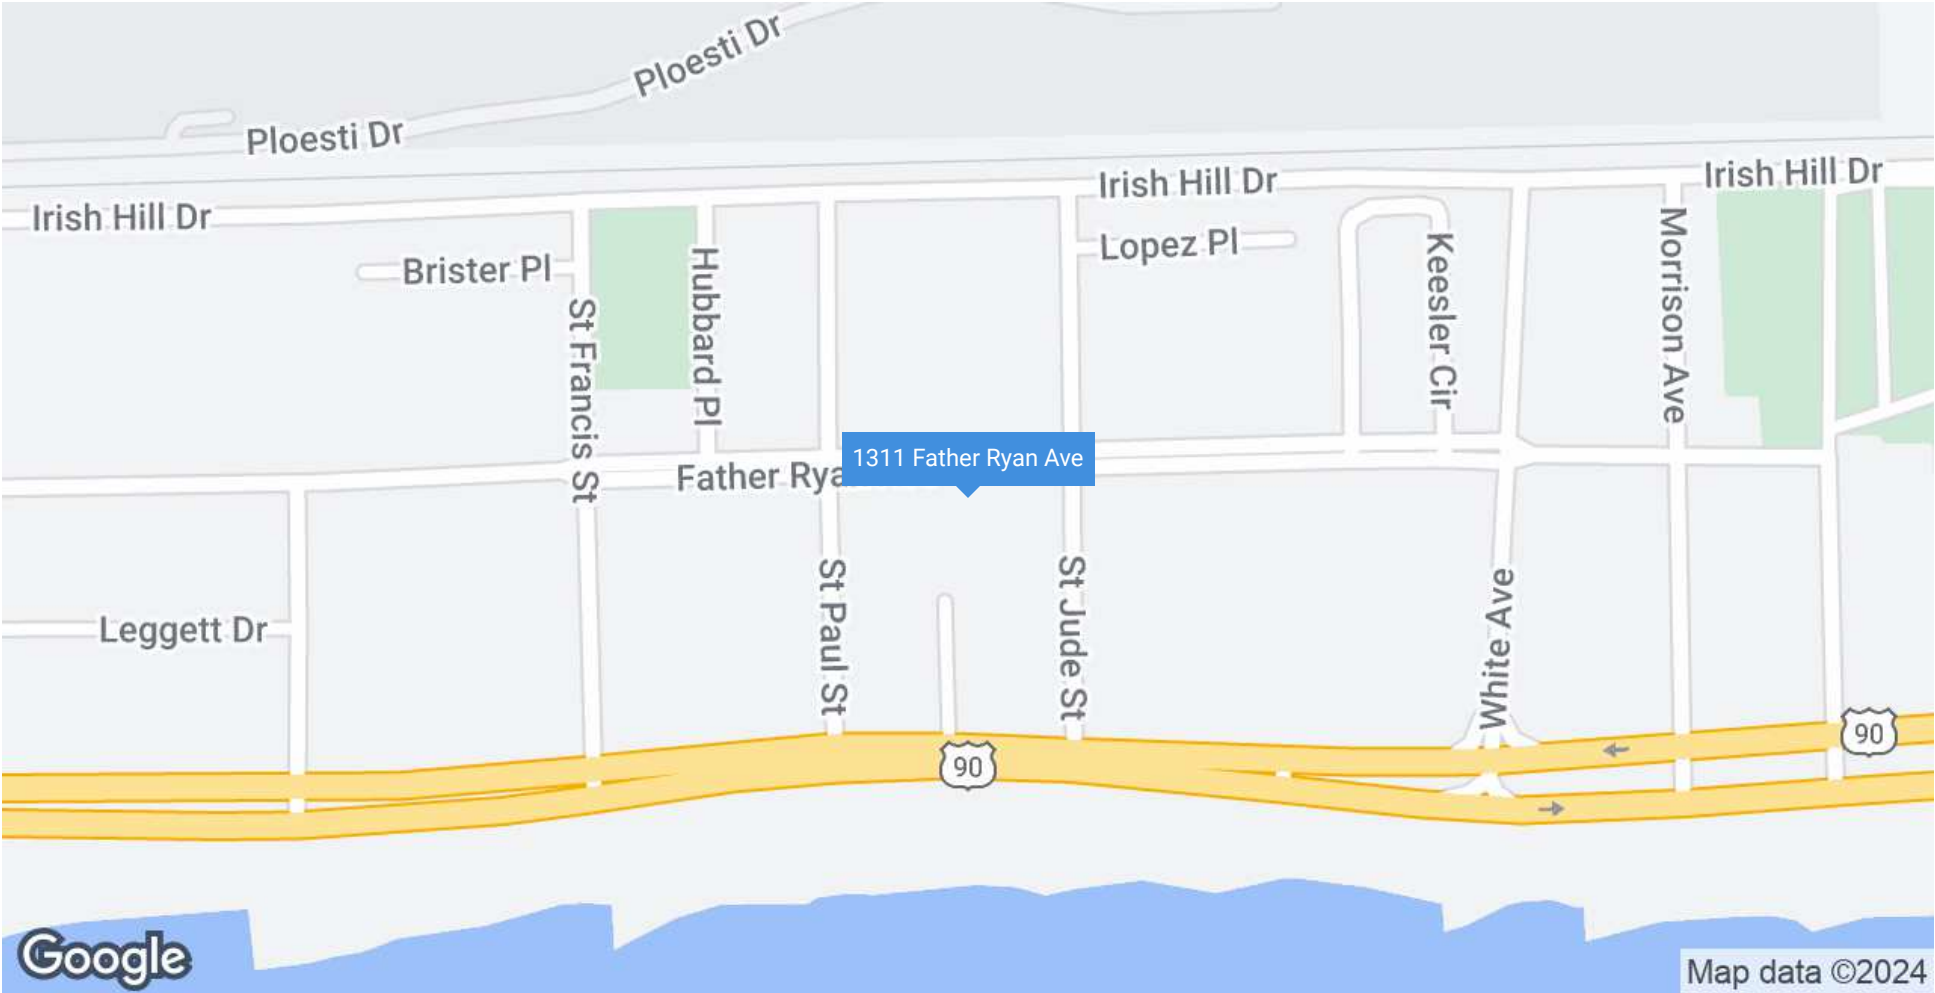 Ploesti Dr
Ploesti Dr
Irish Hill Dr
Irish Hill Dr
Irish Hill Dr
Brister Pl
Lopez Pl
St Francis St
Hubbard Pl
Keesler Cir
Morrison Ave
1311 Father Ryan Ave
Father Rya
Leggett Dr
St Paul St
St Jude St
White Ave
90
90
Google
Map data ©2024